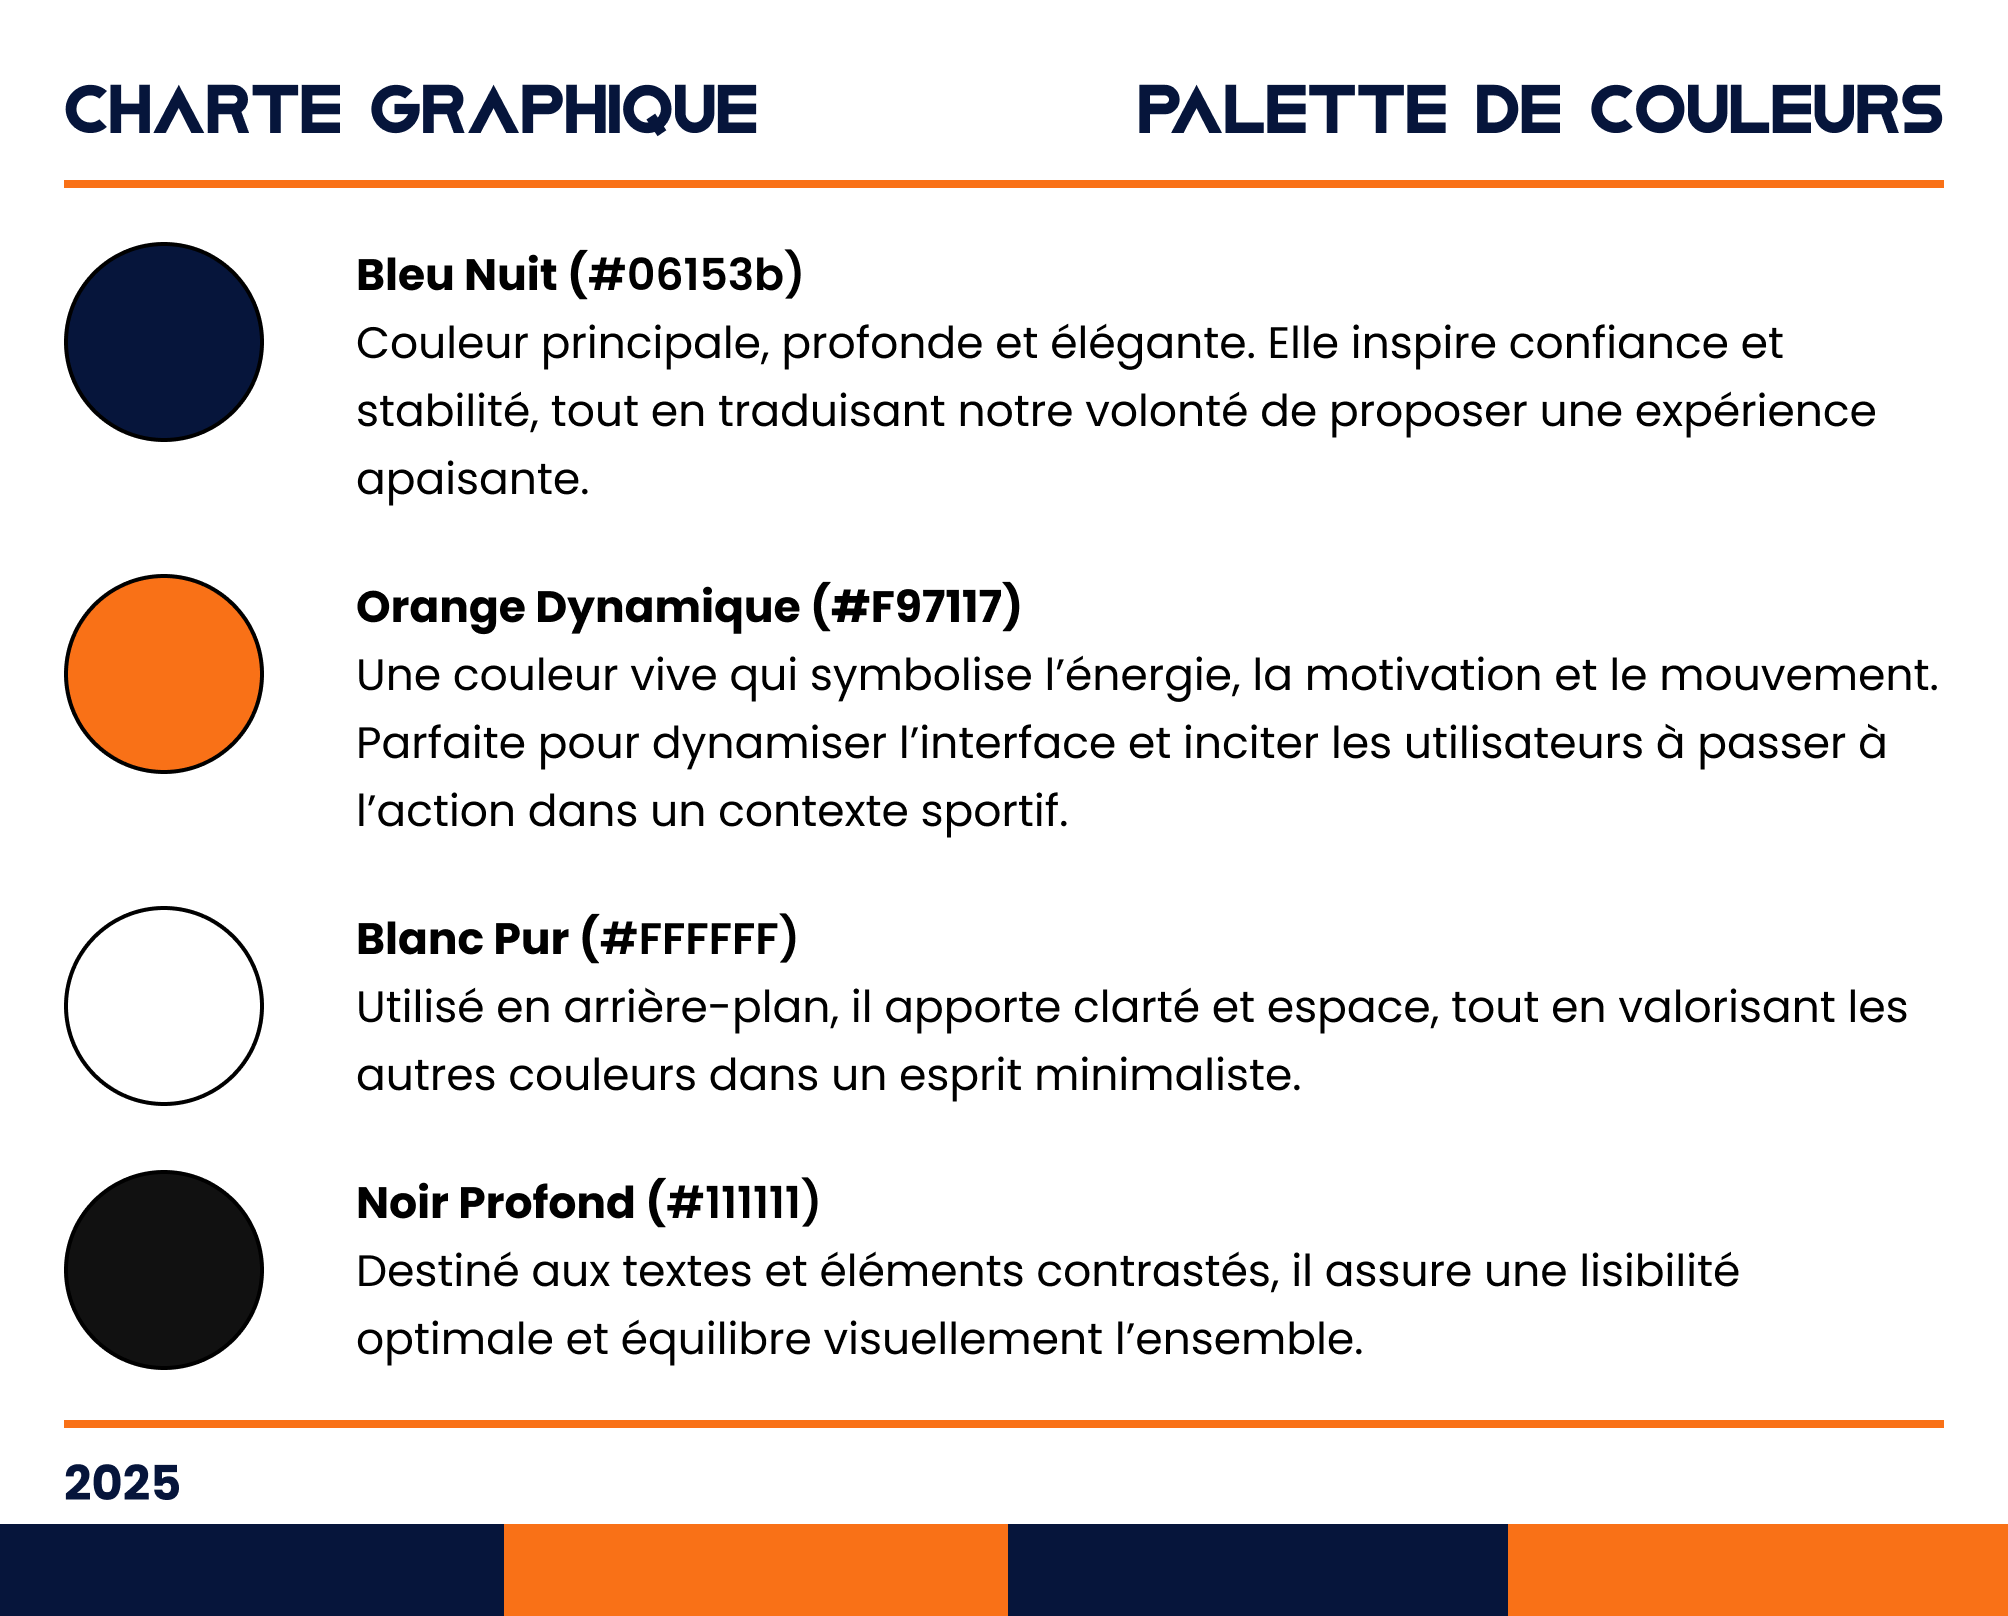 CHARTE GRAPHIQUE
PALETTE DE COULEURS
Bleu Nuit (#06153b)
Couleur principale, profonde et élégante. Elle inspire confiance et
stabilité, tout en traduisant notre volonté de proposer une expérience
apaisante.
Orange Dynamique (#F97117)
Une couleur vive qui symbolise l’énergie, la motivation et le mouvement.
Parfaite pour dynamiser l’interface et inciter les utilisateurs à passer à
l’action dans un contexte sportif.
Blanc Pur (#FFFFFF)
Utilisé en arrière-plan, il apporte clarté et espace, tout en valorisant les
autres couleurs dans un esprit minimaliste.
Noir Profond (#111111)
Destiné aux textes et éléments contrastés, il assure une lisibilité
optimale et équilibre visuellement l’ensemble.
2025